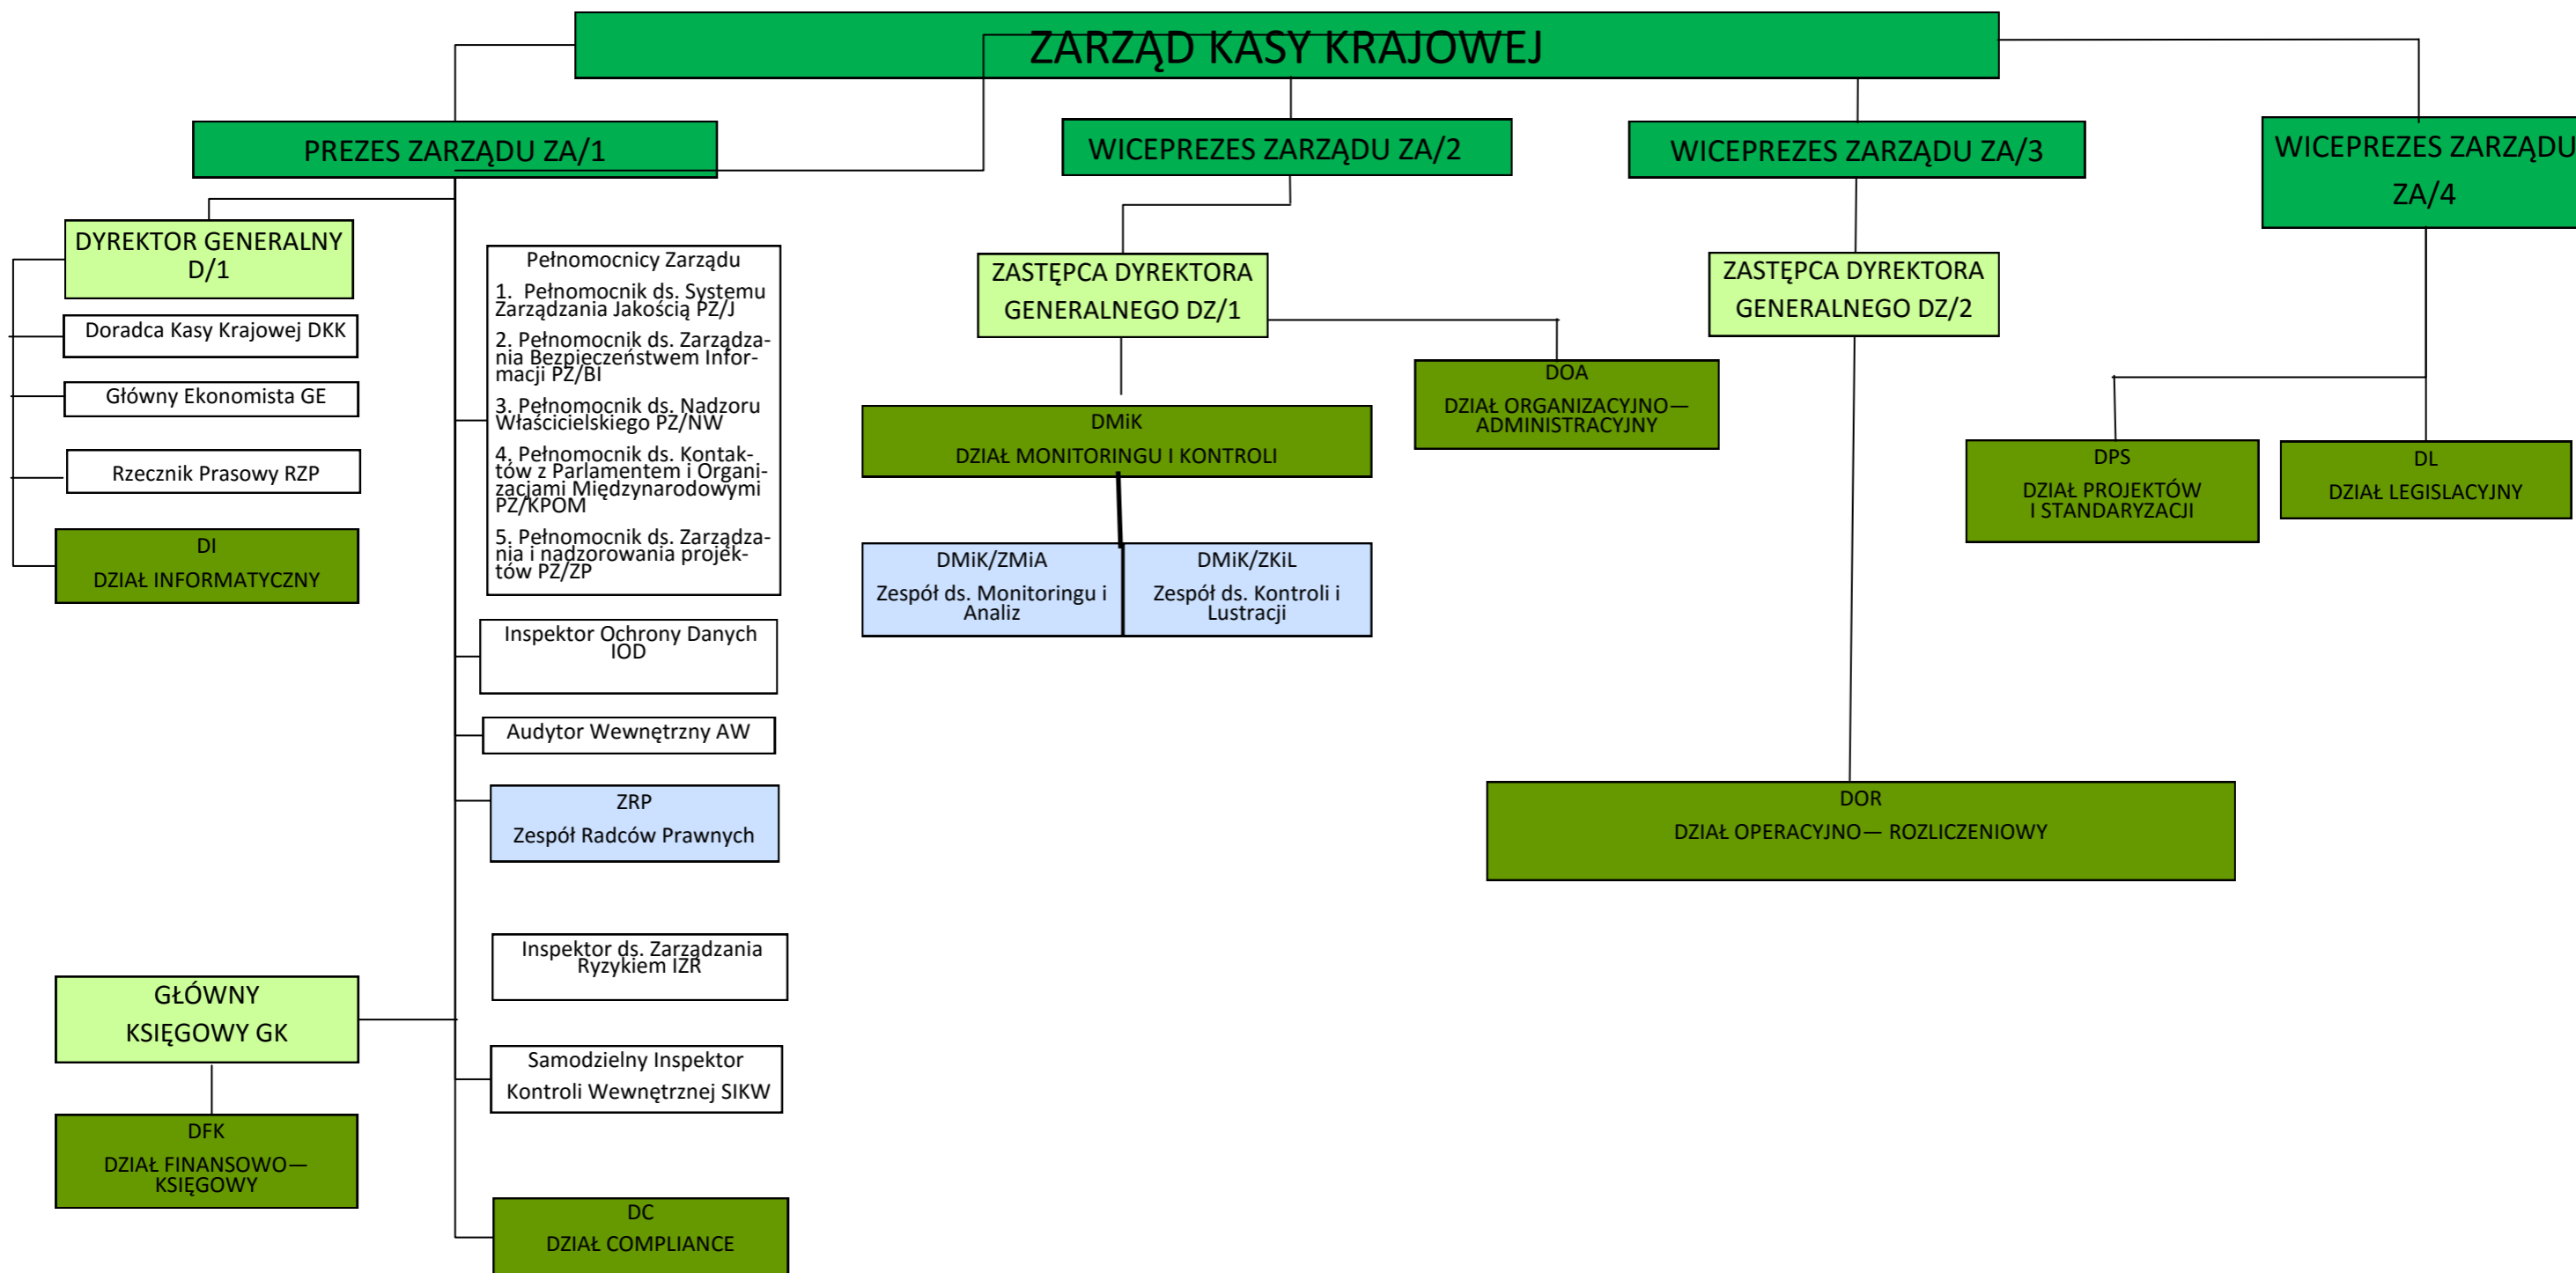 ZARZĄD KASY KRAJOWEJ
PREZES ZARZĄDU ZA/1
WICEPREZES ZARZĄDU ZA/2
WICEPREZES ZARZĄDU ZA/3
WICEPREZES ZARZĄDU
ZA/4
DYREKTOR GENERALNY
D/1
Doradca Kasy Krajowej DKK
Główny Ekonomista GE
Rzecznik Prasowy RZP
DI
DZIAŁ INFORMATYCZNY
Pełnomocnicy Zarządu
1. Pełnomocnik ds. Systemu
Zarządzania Jakością PZ/J
2. Pełnomocnik ds. Zarządza-
nia Bezpieczeństwem Infor-
macji PZ/BI
3. Pełnomocnik ds. Nadzoru
Właścicielskiego PZ/NW
4. Pełnomocnik ds. Kontak-
tów z Parlamentem i Organi-
zacjami Międzynarodowymi
PZ/KPOM
5. Pełnomocnik ds. Zarządza-
nia i nadzorowania projek-
tów PZ/ZP
Inspektor Ochrony Danych
IOD
Audytor Wewnętrzny AW
ZRP
Zespół Radców Prawnych
Inspektor ds. Zarządzania
Ryzykiem IZR
GŁÓWNY
KSIĘGOWY GK
Samodzielny Inspektor
Kontroli Wewnętrznej SIKW
DFK
DZIAŁ FINANSOWO—
KSIĘGOWY
DC
DZIAŁ COMPLIANCE
ZASTĘPCA DYREKTORA
GENERALNEGO DZ/1
DOA
DZIAŁ ORGANIZACYJNO—
ADMINISTRACYJNY
DMiK
DZIAŁ MONITORINGU I KONTROLI
DMiK/ZMiA
Zespół ds. Monitoringu i
Analiz
DMiK/ZKiL
Zespół ds. Kontroli i
Lustracji
ZASTĘPCA DYREKTORA
GENERALNEGO DZ/2
DOR
DZIAŁ OPERACYJNO— ROZLICZENIOWY
DPS
DZIAŁ PROJEKTÓW
I STANDARYZACJI
DL
DZIAŁ LEGISLACYJNY